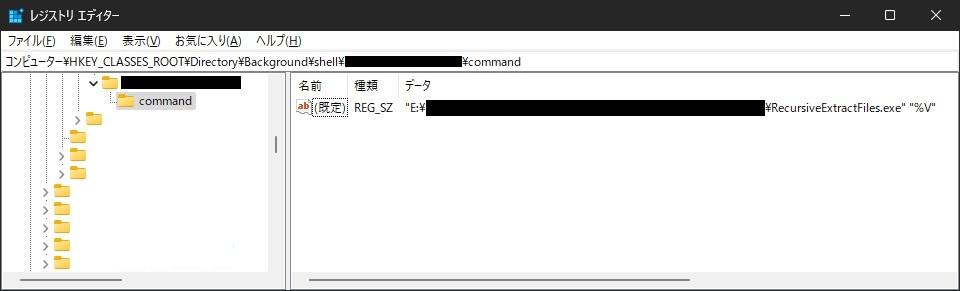 レジストリ エディター
ファイル(F) 編集(E) 表示(V) お気に入り(A) ヘルプ(H)
コンピューター¥HKEY_CLASSES_ROOT¥Directory¥Background¥shell¥ ¥command
command
名前 種類 データ
ab (既定) REG_SZ "E:¥ ¥RecursiveExtractFiles.exe" "%V"